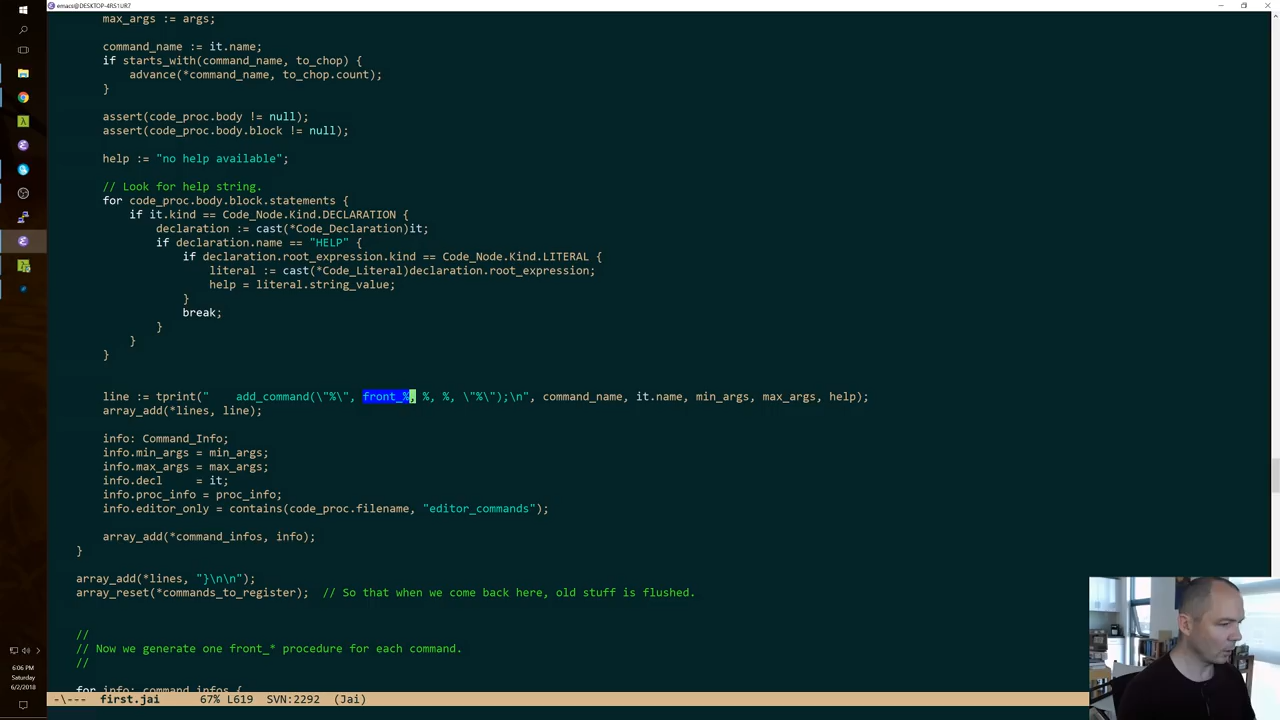 emacs@DESKTOP-4RS1UR7
max_args := args;
command_name := it.name;
if starts_with(command_name, to_chop) {
advance(*command_name, to_chop.count);
}
assert(code_proc.body != null);
assert(code_proc.body.block != null);
help := "no help available";
// Look for help string.
for code_proc.body.block.statements {
if it.kind == Code_Node.Kind.DECLARATION {
declaration := cast(*Code_Declaration)it;
if declaration.name == "HELP" {
if declaration.root_expression.kind == Code_Node.Kind.LITERAL {
literal := cast(*Code_Literal)declaration.root_expression;
help = literal.string_value;
}
break;
}
}
}
line := tprint("    add_command(\"%\", front_%, %, %, \"%\");\n", command_name, it.name, min_args, max_args, help);
array_add(*lines, line);
info: Command_Info;
info.min_args = min_args;
info.max_args = max_args;
info.decl     = it;
info.proc_info = proc_info;
info.editor_only = contains(code_proc.filename, "editor_commands");
array_add(*command_infos, info);
}
array_add(*lines, "}\n\n");
array_reset(*commands_to_register);  // So that when we come back here, old stuff is flushed.
//
// Now we generate one front_* procedure for each command.
//
for info: command_infos {
-\---  first.jai      67% L619  SVN:2292  (Jai)
6:06 PM
Saturday
6/2/2018